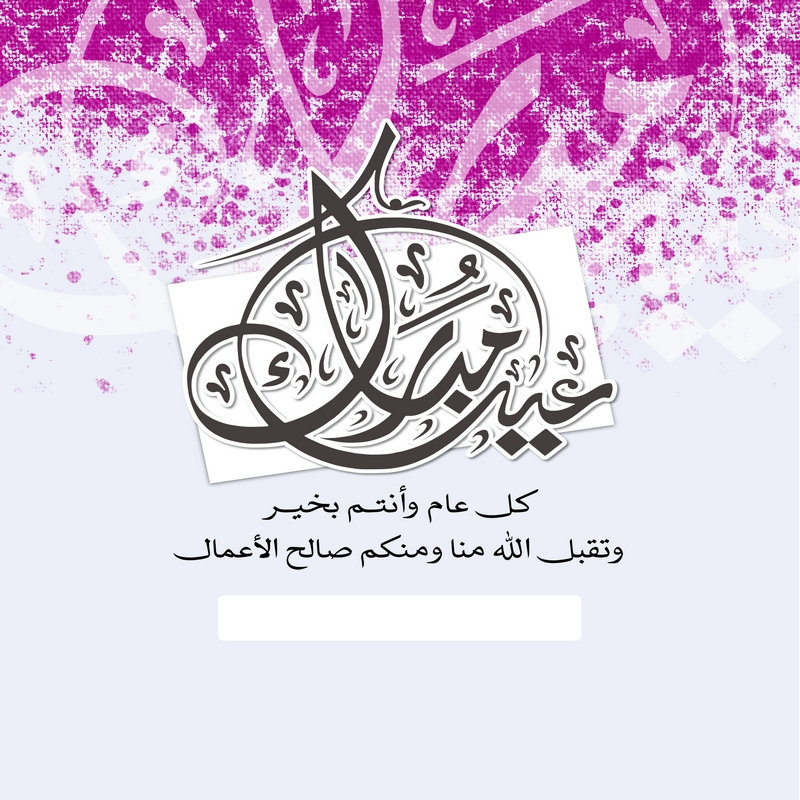 عيد مبارك
كل عام وأنتم بخير
وتقبل الله منا ومنكم صالح الأعمال